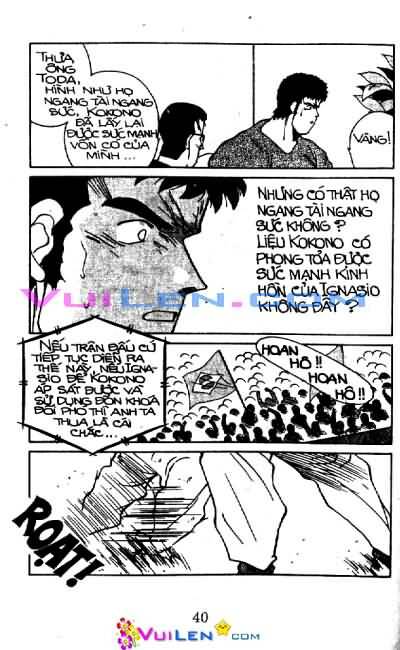 THƯA,
ÔNG
TODA,
HÌNH NHƯ HỌ
NGANG TÀI NGANG
SỨC, KOKONO
ĐÃ LẤY LẠI
ĐƯỢC SỨC MẠNH
VỐN CÓ CỦA
MÌNH ...
VÂNG!
NHƯNG CÓ THẬT HỌ
NGANG TÀI NGANG
SỨC KHÔNG?
LIỆU KOKONO CÓ
PHONG TỎA ĐƯỢC
SỨC MẠNH KINH
HỒN CỦA IGNASIO
KHÔNG ĐÂY?
VUILEN.COM
NẾU TRẬN ĐẤU CỨ
TIẾP TỤC DIỄN RA
THẾ NÀY, NẾU IGNA-
SIO ĐỂ KOKONO
ÁP SÁT ĐƯỢC VÀ
SỬ DỤNG ĐÒN KHOÁ
ĐỐI PHÓ THÌ ANH TA
THUA LÀ CÁI
CHẮC ...
HOAN
HÔ!!
HOAN
HÔ!!
ROẠT!
40
VUILEN.COM